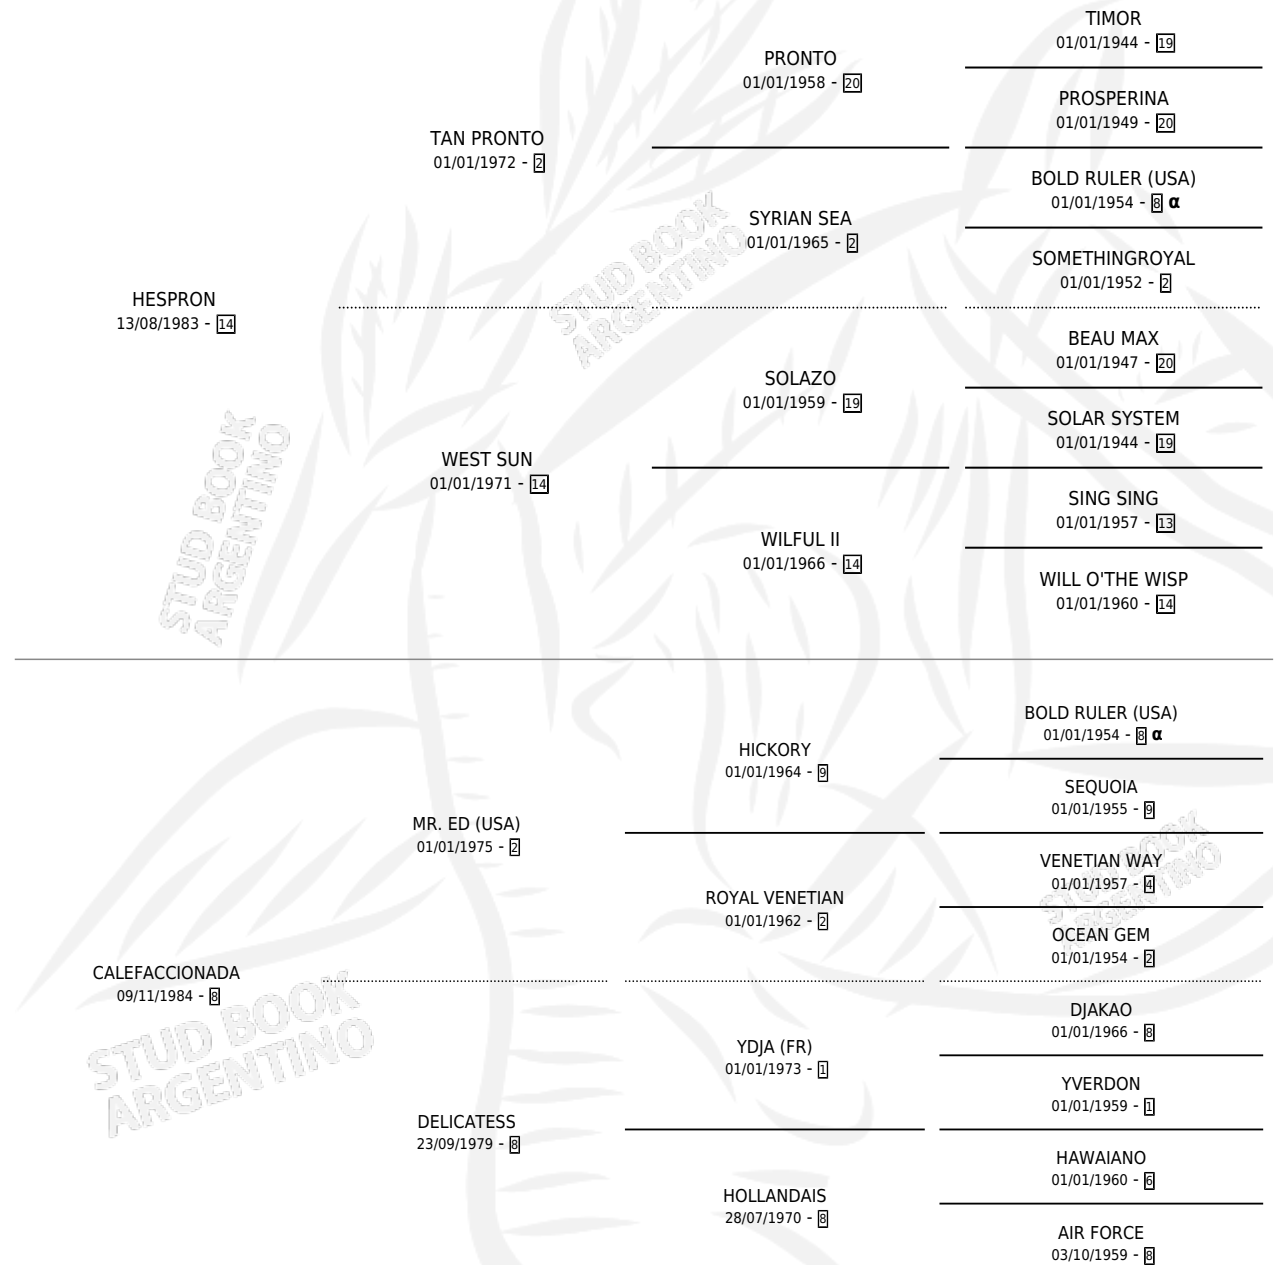 TIMOR
01/01/1944 - 19
PRONTO
01/01/1958 - 20
PROSPERINA
01/01/1949 - 20
TAN PRONTO
01/01/1972 - 2
BOLD RULER (USA)
01/01/1954 - 8 α
SYRIAN SEA
01/01/1965 - 2
SOMETHINGROYAL
01/01/1952 - 2
HESPRON
13/08/1983 - 14
BEAU MAX
01/01/1947 - 20
SOLAZO
01/01/1959 - 19
SOLAR SYSTEM
01/01/1944 - 19
WEST SUN
01/01/1971 - 14
SING SING
01/01/1957 - 13
WILFUL II
01/01/1966 - 14
WILL O'THE WISP
01/01/1960 - 14
BOLD RULER (USA)
01/01/1954 - 8 α
HICKORY
01/01/1964 - 9
SEQUOIA
01/01/1955 - 9
MR. ED (USA)
01/01/1975 - 2
VENETIAN WAY
01/01/1957 - 4
ROYAL VENETIAN
01/01/1962 - 2
OCEAN GEM
01/01/1954 - 2
CALEFACCIONADA
09/11/1984 - 8
DJAKAO
01/01/1966 - 8
YDJA (FR)
01/01/1973 - 1
YVERDON
01/01/1959 - 1
DELICATESS
23/09/1979 - 8
HAWAIANO
01/01/1960 - 6
HOLLANDAIS
28/07/1970 - 8
AIR FORCE
03/10/1959 - 8
STUD BOOK
ARGENTINO
STUD BOOK
ARGENTINO
STUD BOOK
ARGENTINO
STUD BOOK
ARGENTINO